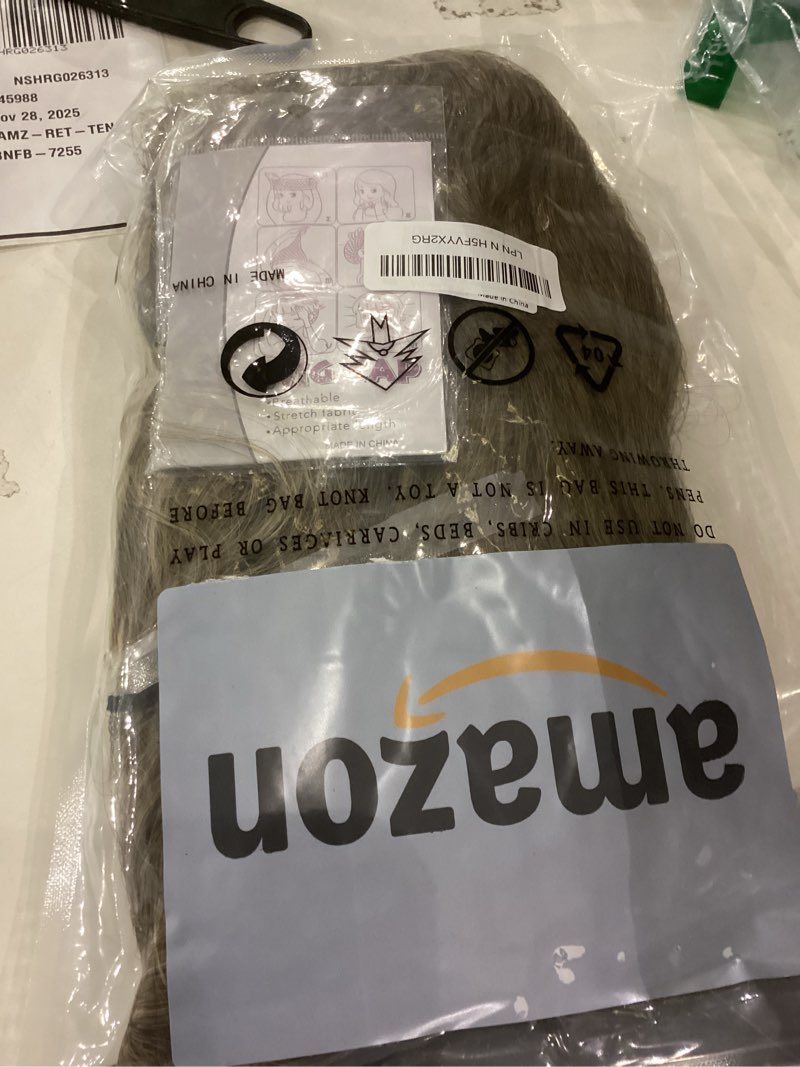 HRG026313
NSHRG026313
45988
ov 28, 2025
AMZ-RET-TEN
NFB-7255
LPN N H5FVYX2RG
Made in China
MADE IN CHINA
04
• Breathable
• Stretch fabric
• Appropriate length
MADE IN CHINA
DO NOT USE IN CRIBS, BEDS, CARRIAGES OR PLAY
PENS. THIS BAG IS NOT A TOY. KNOT BAG BEFORE
THROWING AWAY.
amazon